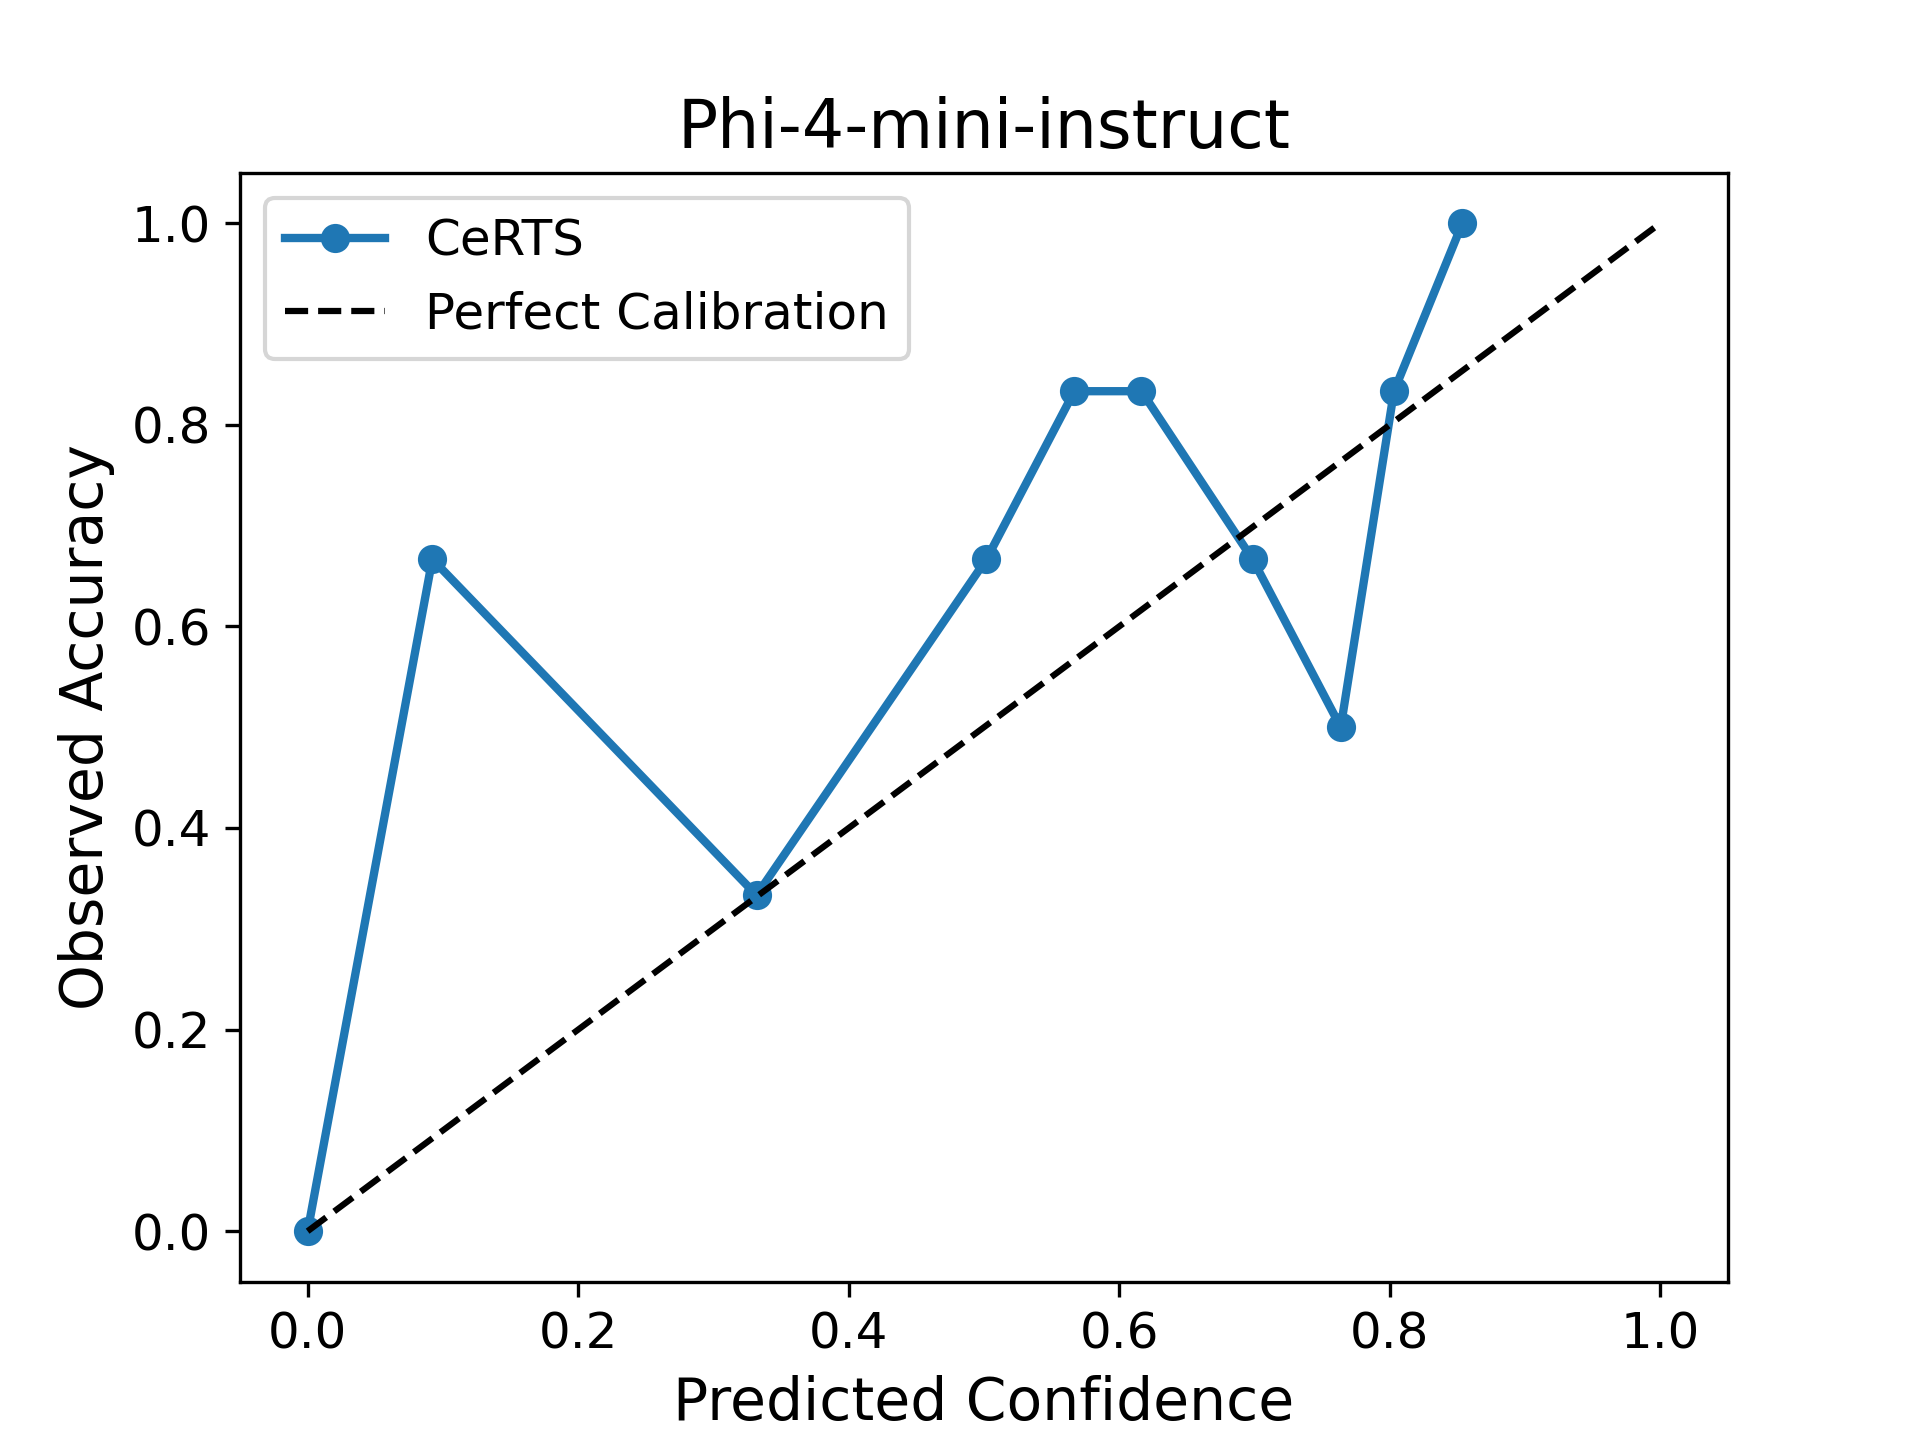 Phi-4-mini-instruct
CeRTS
Perfect Calibration
Observed Accuracy
1.0
0.8
0.6
0.4
0.2
0.0
0.0 0.2 0.4 0.6 0.8 1.0
Predicted Confidence